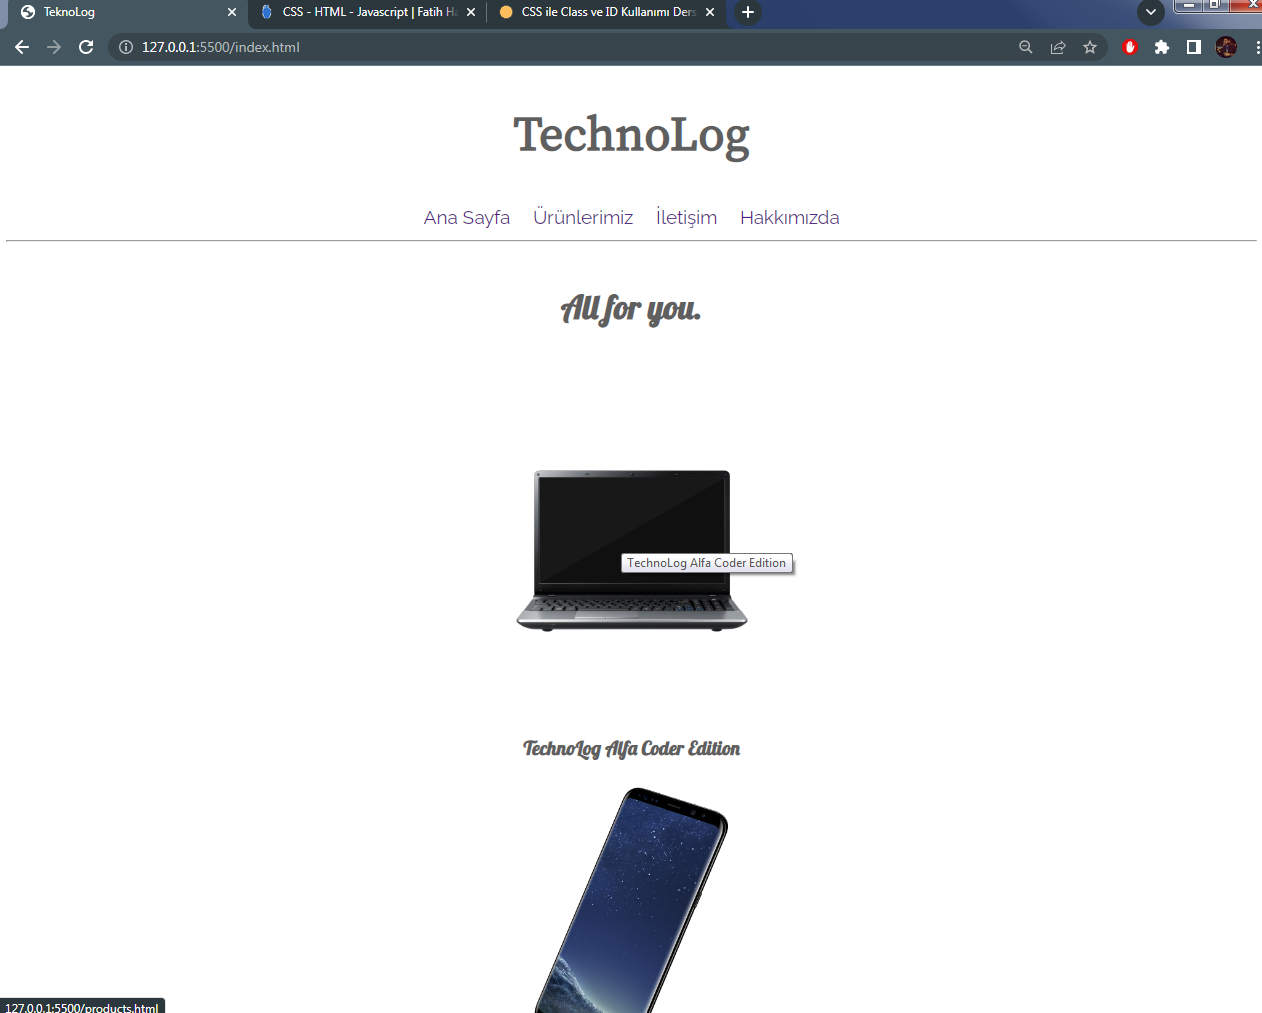 TeknoLog
CSS - HTML - Javascript | Fatih Ha
CSS ile Class ve ID Kullanımı Ders
127.0.0.1:5500/index.html
TechnoLog
Ana Sayfa Ürünlerimiz İletişim Hakkımızda
All for you.
TechnoLog Alfa Coder Edition
TechnoLog Alfa Coder Edition
127.0.0.1:5500/products.html